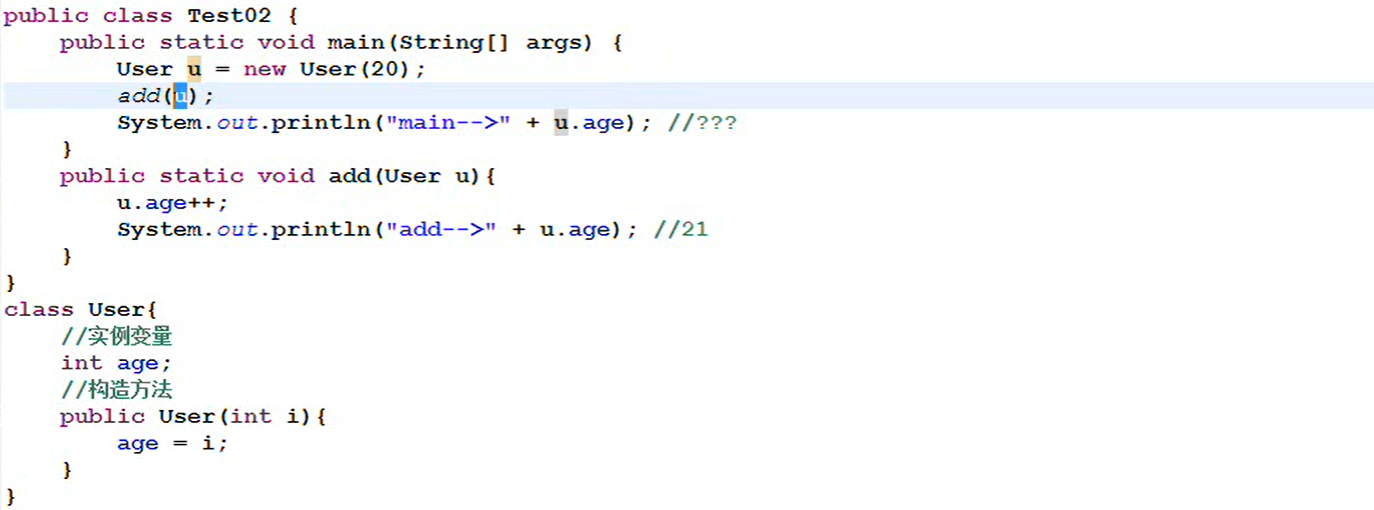 public class Test02 {
    public static void main(String[] args) {
        User u = new User(20);
        add(u);
        System.out.println("main-->" + u.age); //???
    }
    public static void add(User u){
        u.age++;
        System.out.println("add-->" + u.age); //21
    }
}
class User{
    //实例变量
    int age;
    //构造方法
    public User(int i){
        age = i;
    }
}